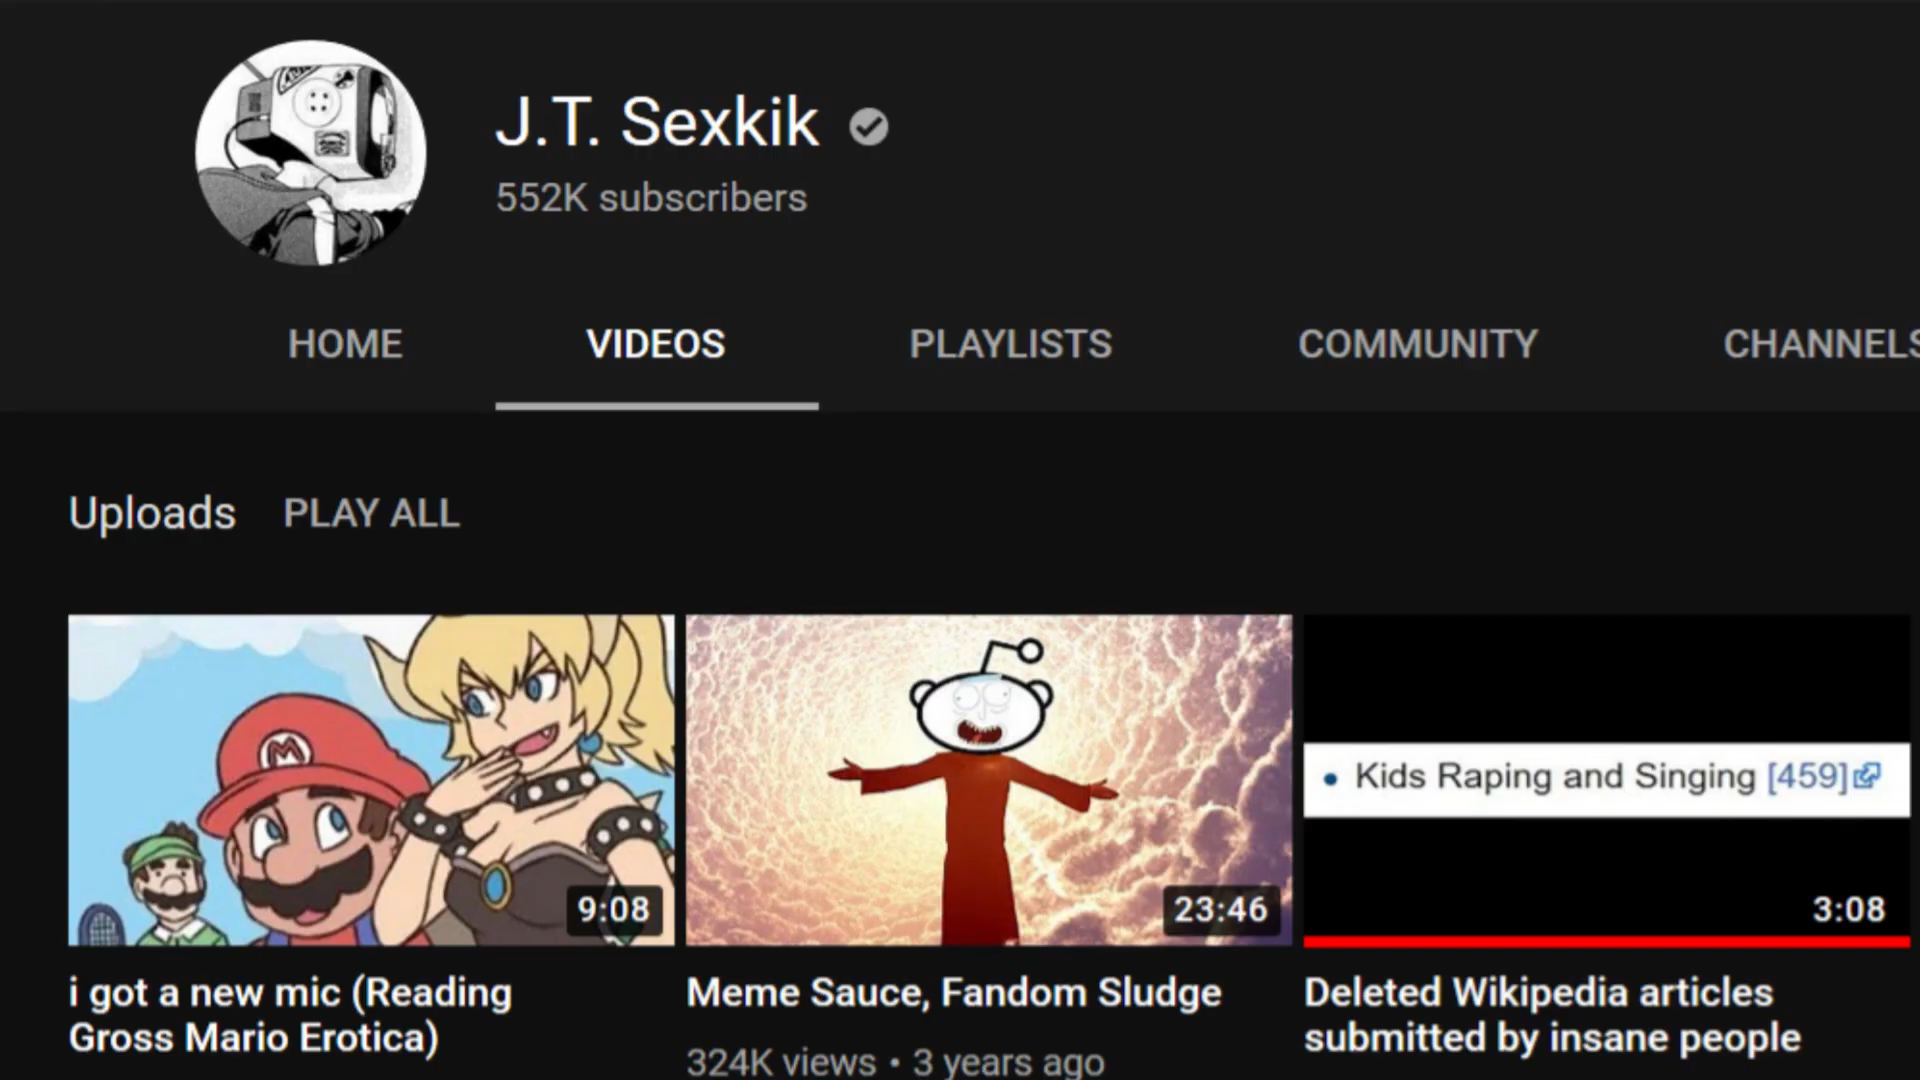 J.T. Sexkik
552K subscribers
HOME VIDEOS PLAYLISTS COMMUNITY CHANNELS
Uploads PLAY ALL
M
9:08
23:46
Kids Raping and Singing [459]
3:08
i got a new mic (Reading
Gross Mario Erotica)
Meme Sauce, Fandom Sludge
324K views • 3 years ago
Deleted Wikipedia articles
submitted by insane people